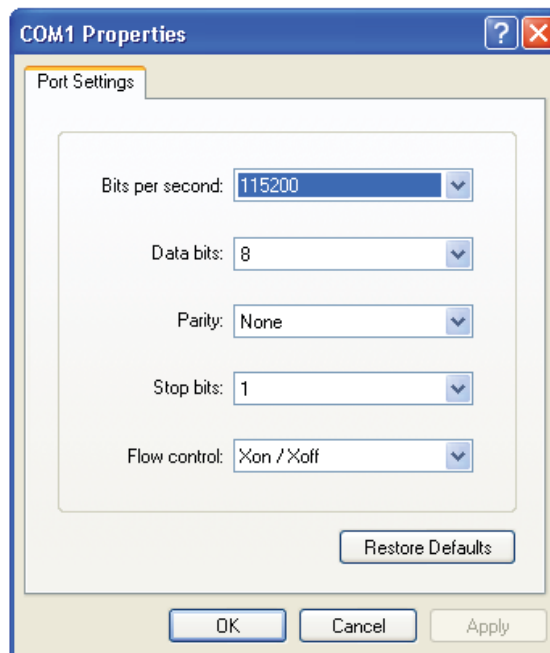 COM1 Properties
Port Settings
Bits per second: 115200
Data bits: 8
Parity: None
Stop bits: 1
Flow control: Xon / Xoff
Restore Defaults
OK Cancel Apply